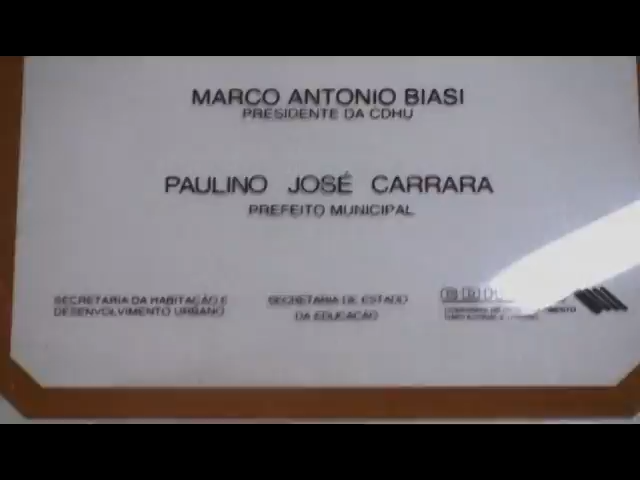 MARCO ANTONIO BIASI
PRESIDENTE DA CDHU
PAULINO JOSÉ CARRARA
PREFEITO MUNICIPAL
SECRETARIA DA HABITAÇÃO E
DESENVOLVIMENTO URBANO
SECRETARIA DE ESTADO
DA EDUCAÇÃO
CDHU